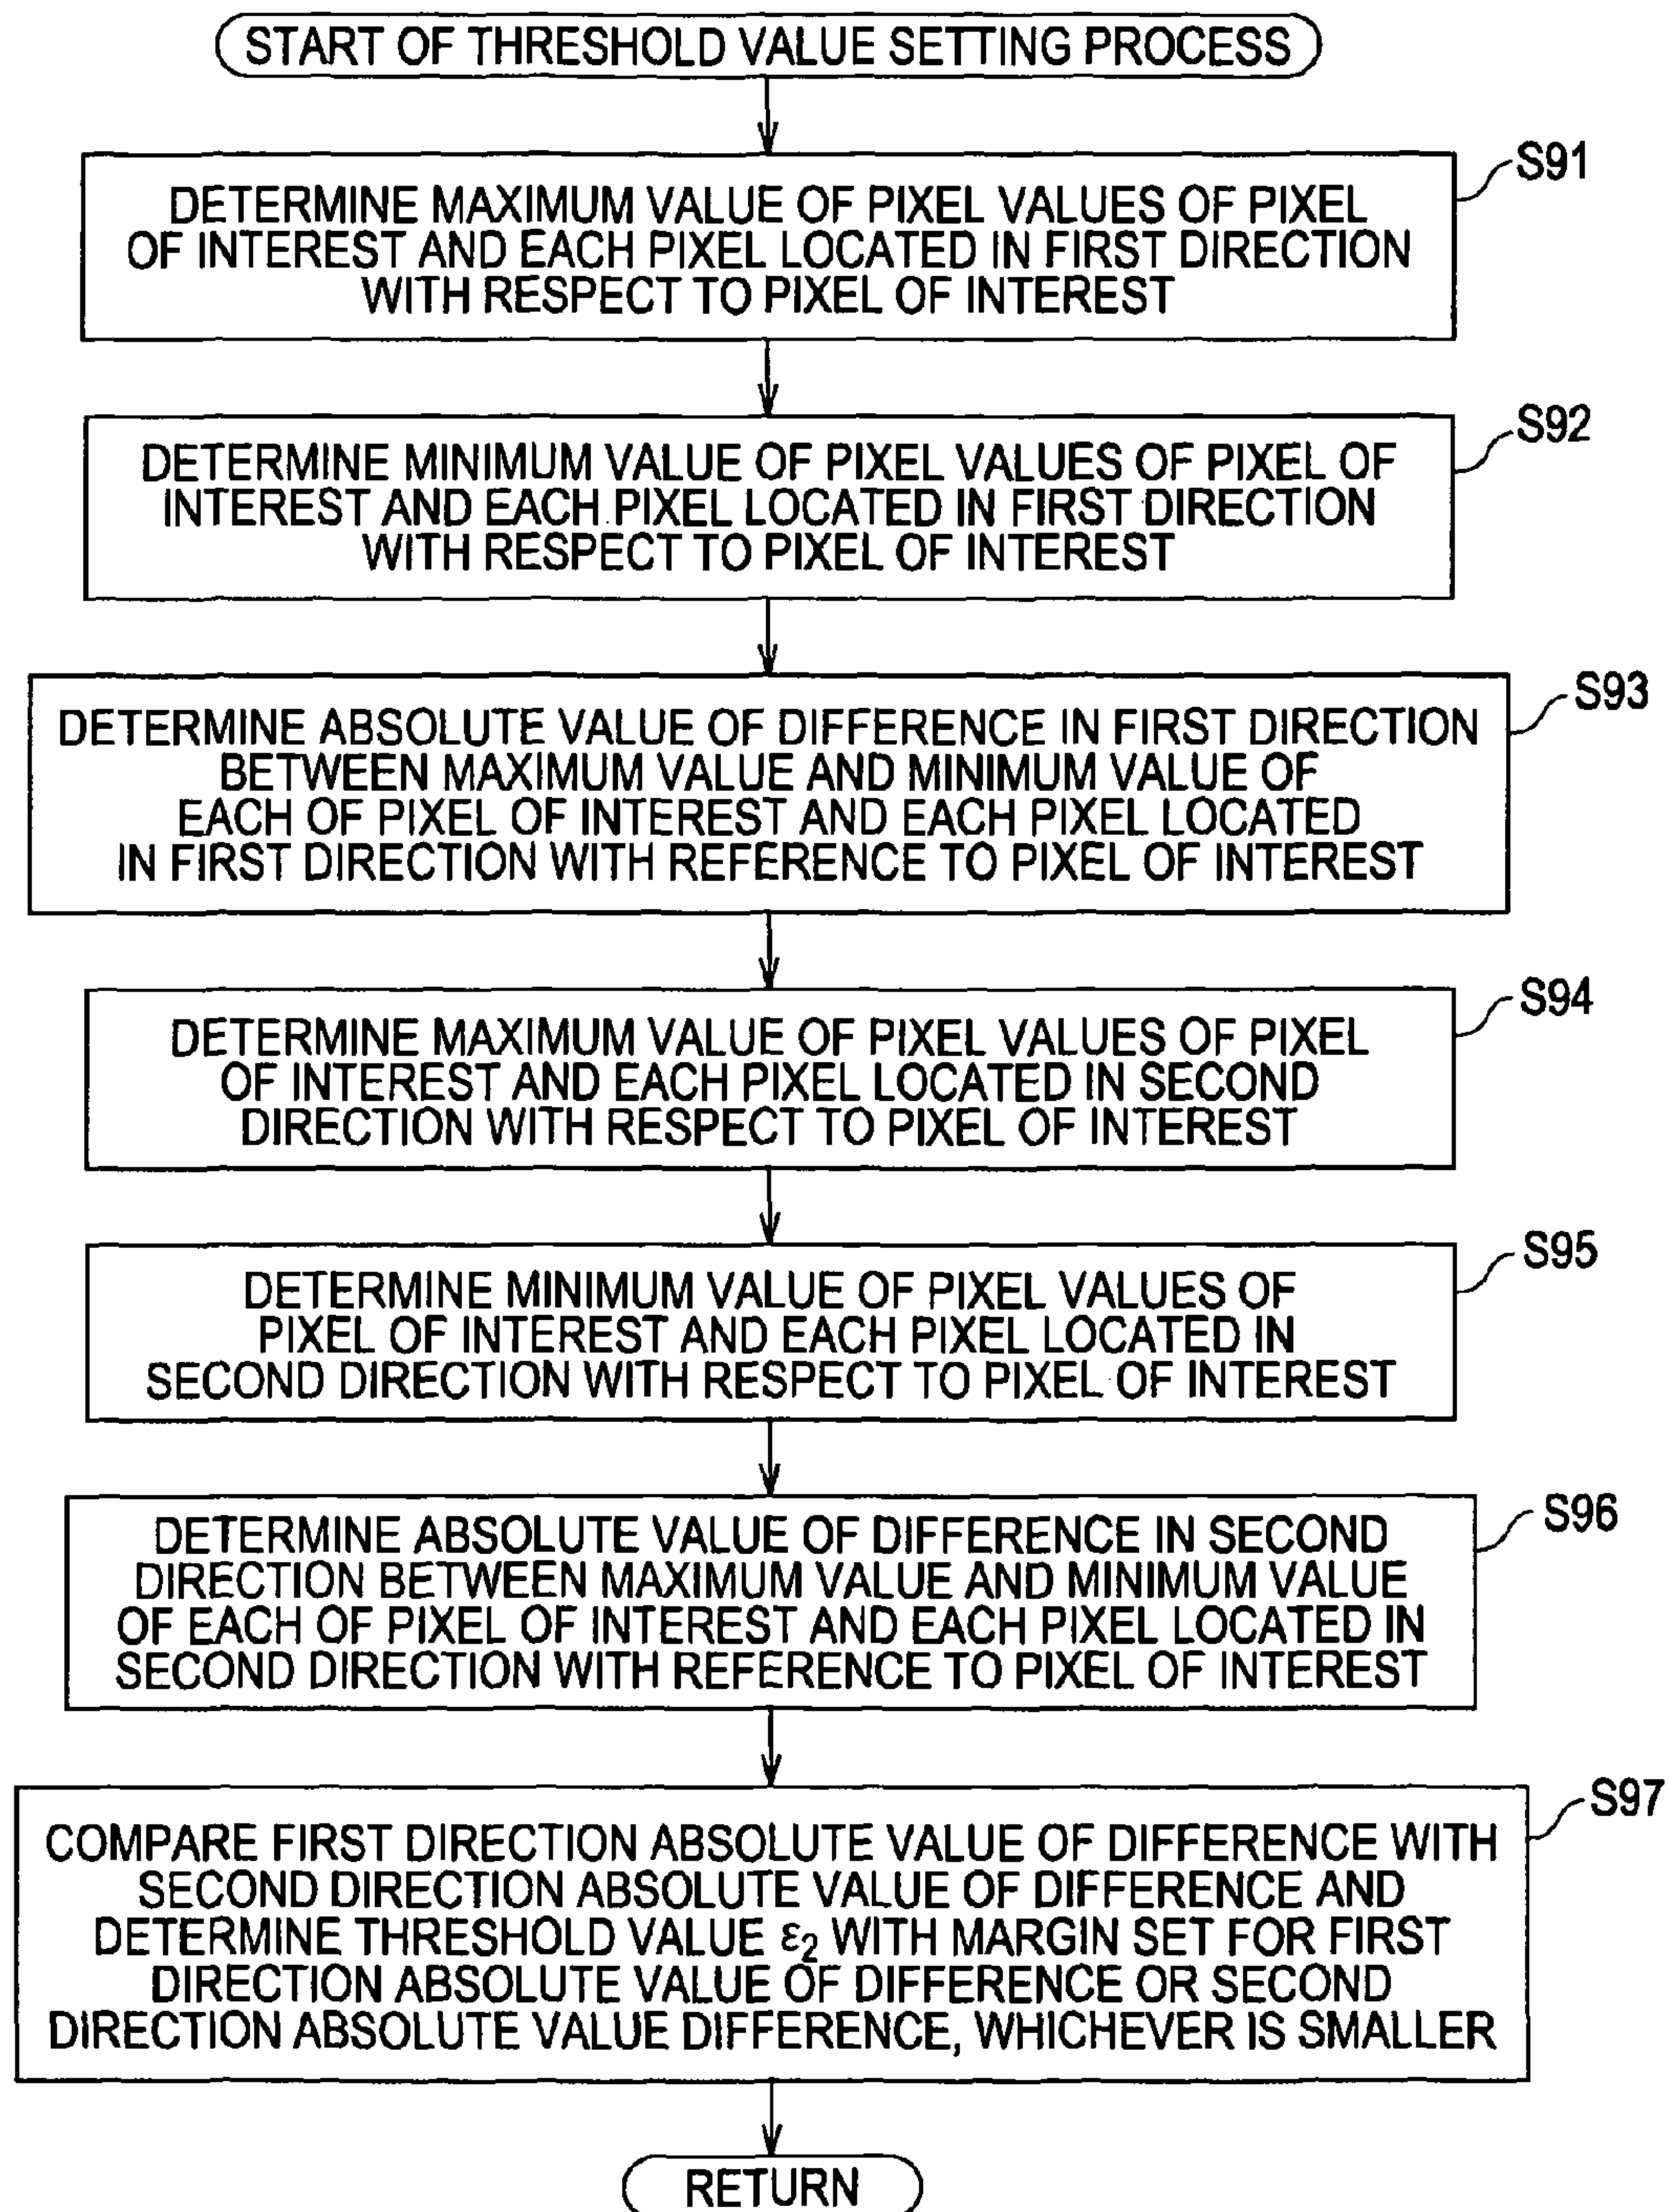 START OF THRESHOLD VALUE SETTING PROCESS
S91
DETERMINE MAXIMUM VALUE OF PIXEL VALUES OF PIXEL
OF INTEREST AND EACH PIXEL LOCATED IN FIRST DIRECTION
WITH RESPECT TO PIXEL OF INTEREST
S92
DETERMINE MINIMUM VALUE OF PIXEL VALUES OF PIXEL OF
INTEREST AND EACH PIXEL LOCATED IN FIRST DIRECTION
WITH RESPECT TO PIXEL OF INTEREST
S93
DETERMINE ABSOLUTE VALUE OF DIFFERENCE IN FIRST DIRECTION
BETWEEN MAXIMUM VALUE AND MINIMUM VALUE OF
EACH OF PIXEL OF INTEREST AND EACH PIXEL LOCATED
IN FIRST DIRECTION WITH REFERENCE TO PIXEL OF INTEREST
S94
DETERMINE MAXIMUM VALUE OF PIXEL VALUES OF PIXEL
OF INTEREST AND EACH PIXEL LOCATED IN SECOND
DIRECTION WITH RESPECT TO PIXEL OF INTEREST
S95
DETERMINE MINIMUM VALUE OF PIXEL VALUES OF
PIXEL OF INTEREST AND EACH PIXEL LOCATED IN
SECOND DIRECTION WITH RESPECT TO PIXEL OF INTEREST
S96
DETERMINE ABSOLUTE VALUE OF DIFFERENCE IN SECOND
DIRECTION BETWEEN MAXIMUM VALUE AND MINIMUM VALUE
OF EACH OF PIXEL OF INTEREST AND EACH PIXEL LOCATED IN
SECOND DIRECTION WITH REFERENCE TO PIXEL OF INTEREST
S97
COMPARE FIRST DIRECTION ABSOLUTE VALUE OF DIFFERENCE WITH
SECOND DIRECTION ABSOLUTE VALUE OF DIFFERENCE AND
DETERMINE THRESHOLD VALUE ε₂ WITH MARGIN SET FOR FIRST
DIRECTION ABSOLUTE VALUE OF DIFFERENCE OR SECOND
DIRECTION ABSOLUTE VALUE DIFFERENCE, WHICHEVER IS SMALLER
RETURN